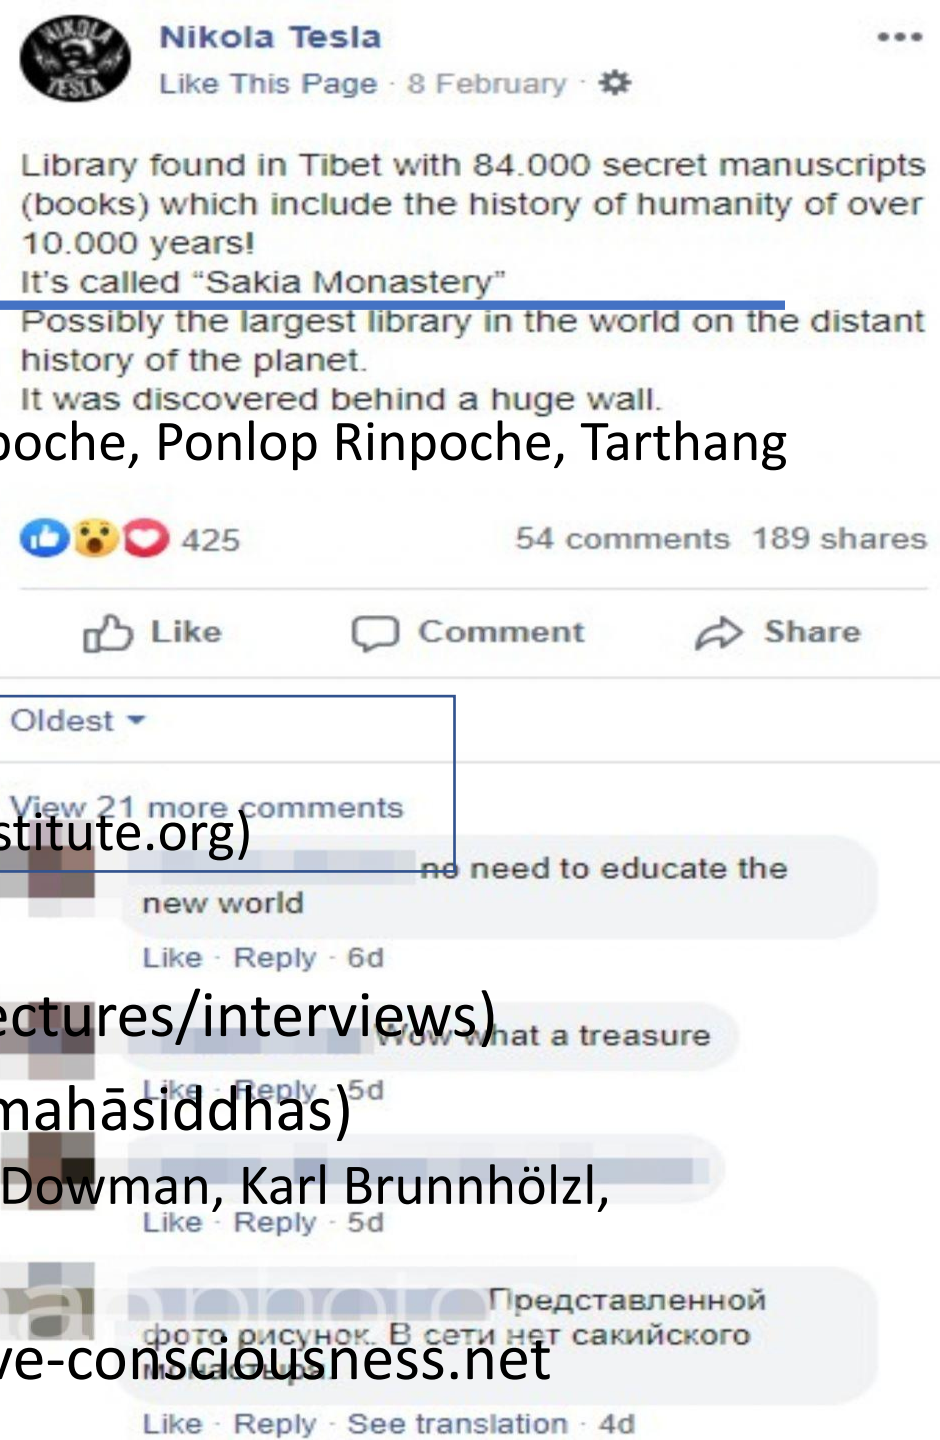 Nikola Tesla
Like This Page · 8 February ·
Library found in Tibet with 84.000 secret manuscripts
(books) which include the history of humanity of over
10.000 years!
It's called “Sakia Monastery”
Possibly the largest library in the world on the distant
history of the planet.
It was discovered behind a huge wall.
poche, Ponlop Rinpoche, Tarthang
425 54 comments 189 shares
Like Comment Share
Oldest
View 21 more comments
stitute.org)
no need to educate the
new world
Like · Reply · 6d
ectures/interviews)
Wow what a treasure
Like · Reply · 5d
mahāsiddhas)
Dowman, Karl Brunnhölzl,
Like · Reply · 5d
Представленной
фото рисунок. В сети нет сакийского
ve-consciousness.net
Like · Reply · See translation · 4d